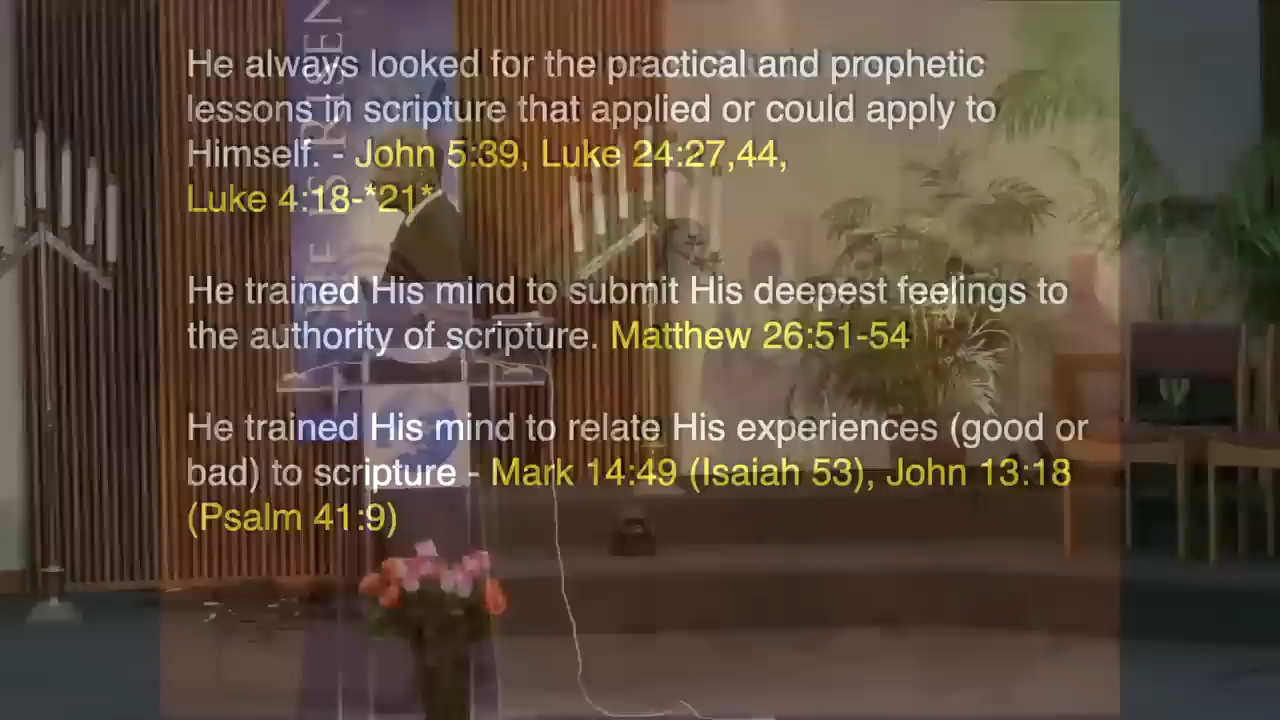 He always looked for the practical and prophetic
lessons in scripture that applied or could apply to
Himself. - John 5:39, Luke 24:27,44,
Luke 4:18-*21*
He trained His mind to submit His deepest feelings to
the authority of scripture. Matthew 26:51-54
He trained His mind to relate His experiences (good or
bad) to scripture - Mark 14:49 (Isaiah 53), John 13:18
(Psalm 41:9)
HE IS RISEN